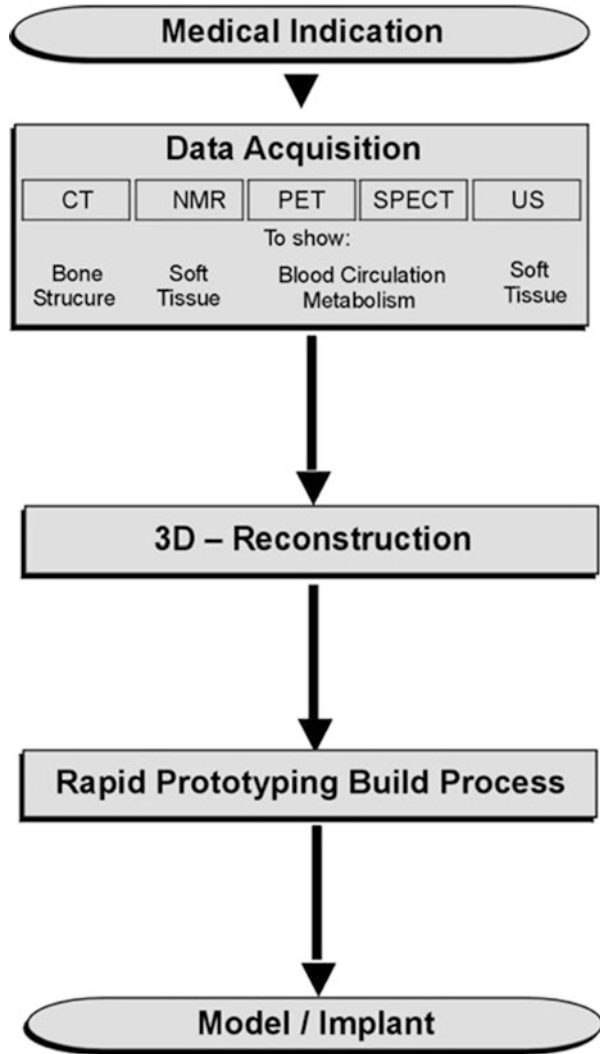 Medical Indication
Data Acquisition
CT NMR PET SPECT US
To show:
Bone Strucure
Soft Tissue
Blood Circulation Metabolism
Soft Tissue
3D – Reconstruction
Rapid Prototyping Build Process
Model / Implant